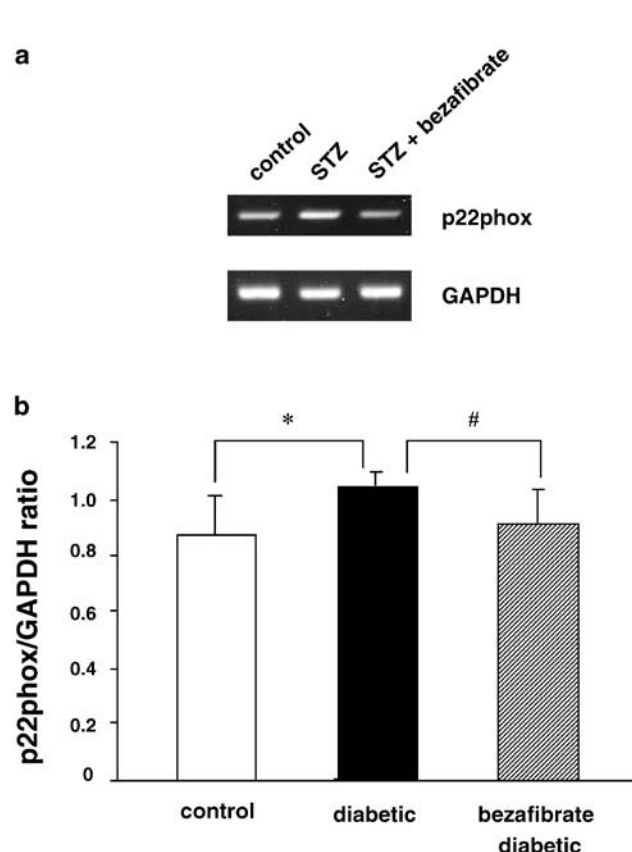 a
control
STZ
STZ + bezafibrate
p22phox
GAPDH
b
p22phox/GAPDH ratio
1.2
1.0
0.8
0.6
0.4
0.2
0
*
#
control
diabetic
bezafibrate
diabetic